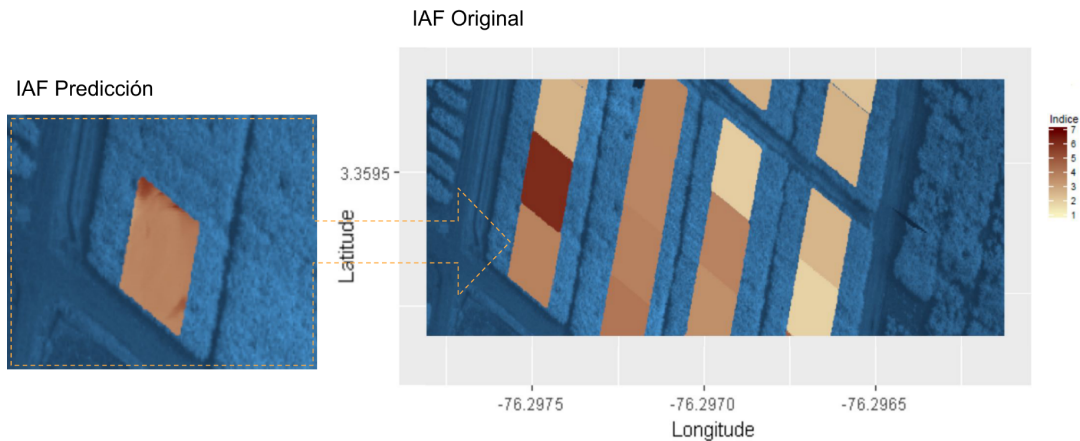 IAF Original
IAF Predicción
Indice
7
6
5
4
3
2
1
3.3595
Latitude
-76.2975
-76.2970
-76.2965
Longitude